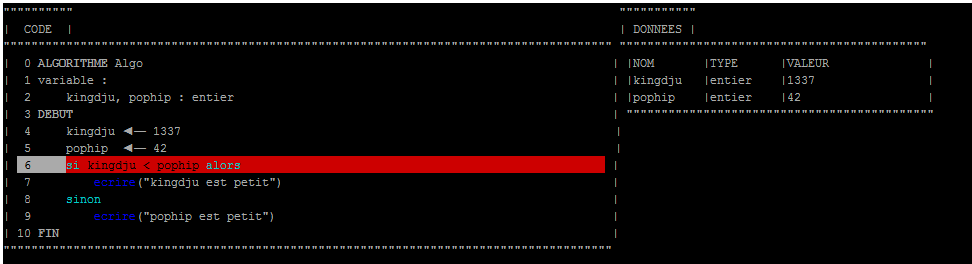 """""""""" """""""""""
| CODE | | DONNEES |
""""""""""""""""""""""""""""""""""""""""""""""""""""""""""""""""""""""""""""""""""""""" """"""""""""""""""""""""""""""""""""""""""""
| 0 ALGORITHME Algo | |NOM |TYPE |VALEUR |
| 1 variable : | |kingdju |entier |1337 |
| 2 kingdju, pophip : entier | |pophip |entier |42 |
| 3 DEBUT | """"""""""""""""""""""""""""""""""""""""""""
| 4 kingdju ◄── 1337 |
| 5 pophip ◄── 42 |
| 6 si kingdju < pophip alors |
| 7 ecrire("kingdju est petit") |
| 8 sinon |
| 9 ecrire("pophip est petit") |
| 10 FIN |
"""""""""""""""""""""""""""""""""""""""""""""""""""""""""""""""""""""""""""""""""""""""